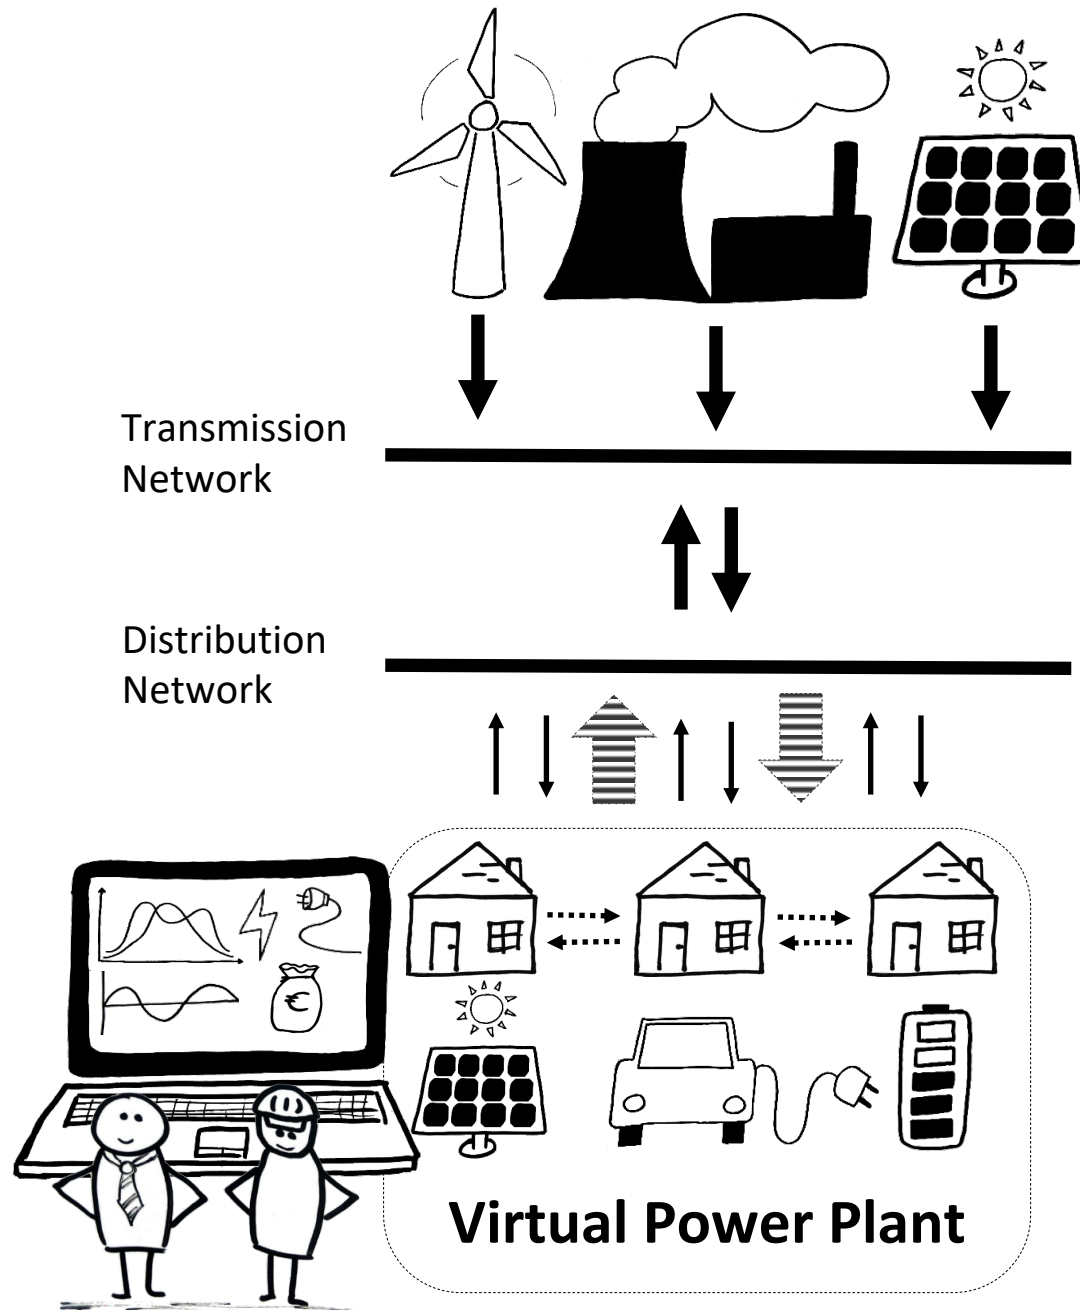 Transmission
Network
Distribution
Network
€
Virtual Power Plant